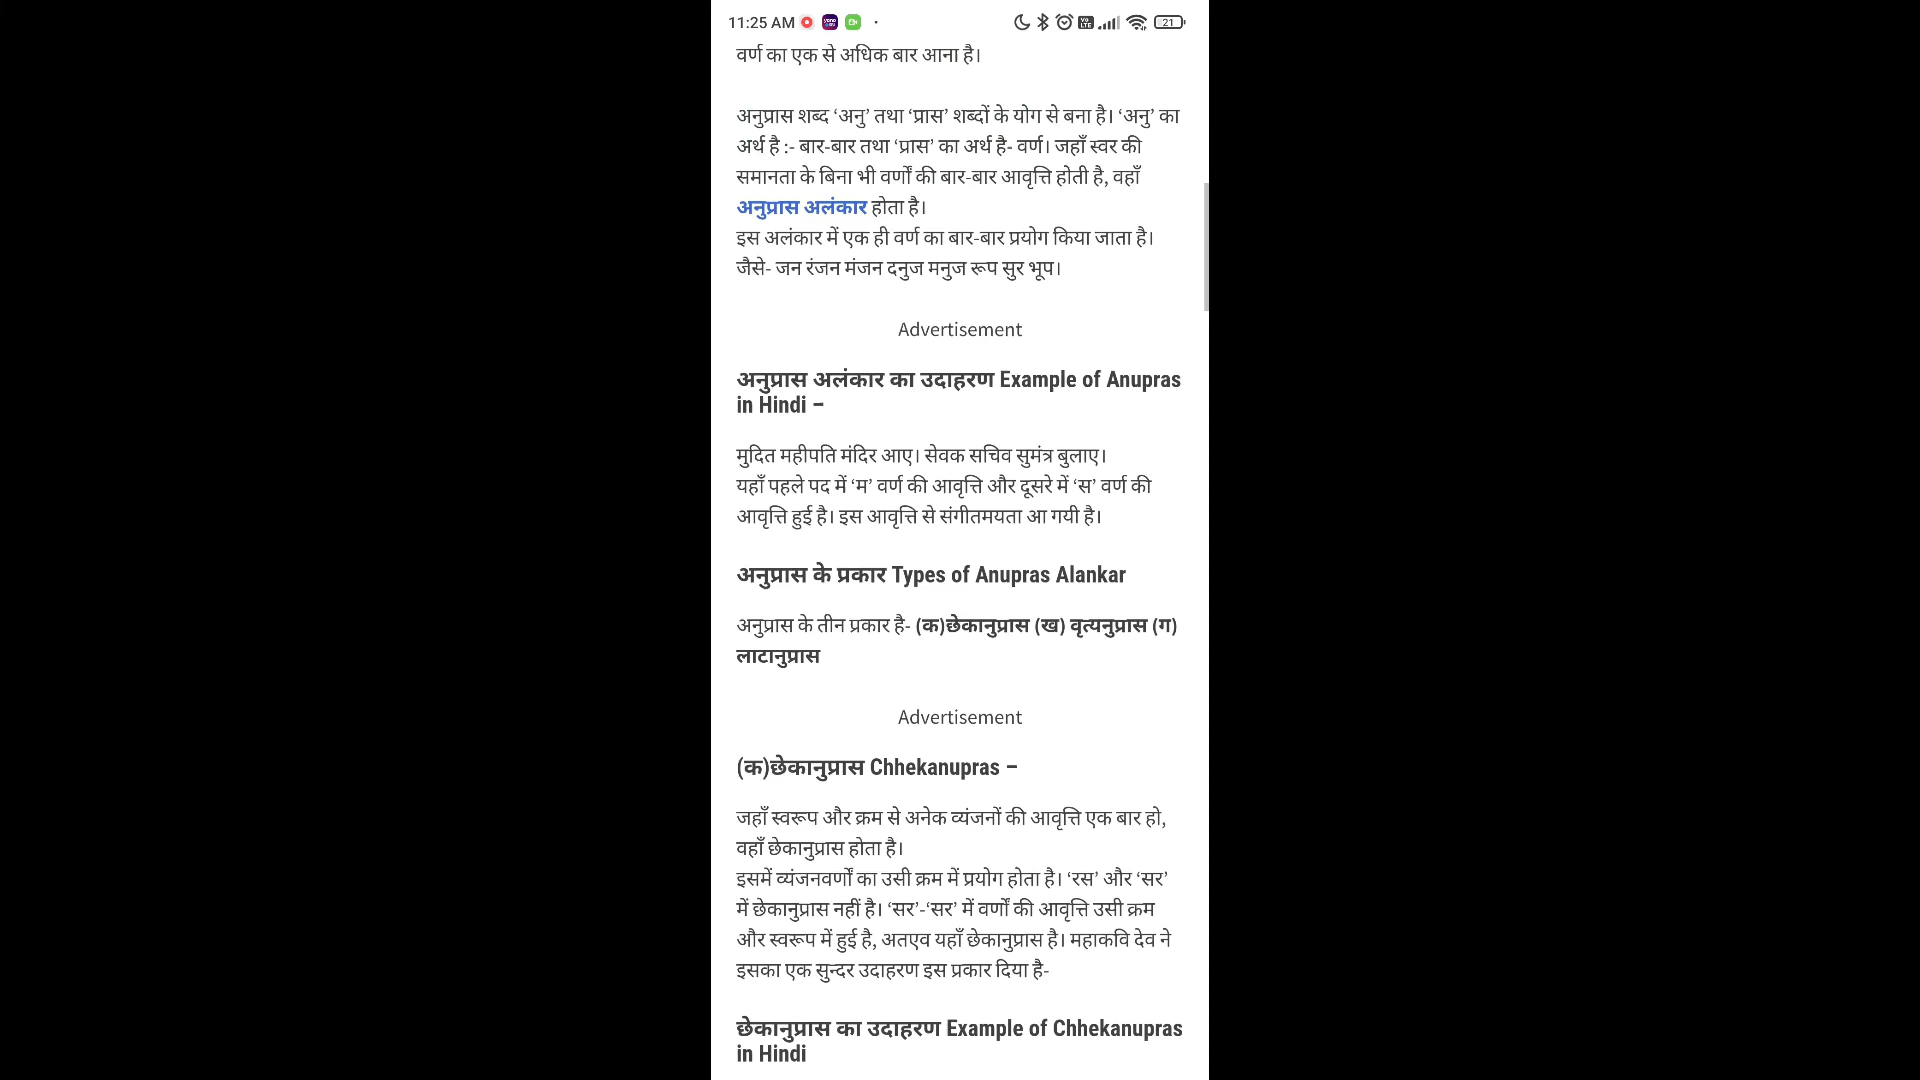 11:25 AM
21
वर्ण का एक से अधिक बार आना है।
अनुप्रास शब्द ‘अनु’ तथा ‘प्रास’ शब्दों के योग से बना है। ‘अनु’ का
अर्थ है :- बार-बार तथा ‘प्रास’ का अर्थ है- वर्ण। जहाँ स्वर की
समानता के बिना भी वर्णों की बार-बार आवृत्ति होती है, वहाँ
अनुप्रास अलंकार होता है।
इस अलंकार में एक ही वर्ण का बार-बार प्रयोग किया जाता है।
जैसे- जन रंजन मंजन दनुज मनुज रूप सुर भूप।
Advertisement
अनुप्रास अलंकार का उदाहरण Example of Anupras
in Hindi –
मुदित महीपति मंदिर आए। सेवक सचिव सुमंत्र बुलाए।
यहाँ पहले पद में ‘म’ वर्ण की आवृत्ति और दूसरे में ‘स’ वर्ण की
आवृत्ति हुई है। इस आवृत्ति से संगीतमयता आ गयी है।
अनुप्रास के प्रकार Types of Anupras Alankar
अनुप्रास के तीन प्रकार है- (क)छेकानुप्रास (ख) वृत्यनुप्रास (ग)
लाटानुप्रास
Advertisement
(क)छेकानुप्रास Chhekanupras –
जहाँ स्वरूप और क्रम से अनेक व्यंजनों की आवृत्ति एक बार हो,
वहाँ छेकानुप्रास होता है।
इसमें व्यंजनवर्णों का उसी क्रम में प्रयोग होता है। ‘रस’ और ‘सर’
में छेकानुप्रास नहीं है। ‘सर’-‘सर’ में वर्णों की आवृत्ति उसी क्रम
और स्वरूप में हुई है, अतएव यहाँ छेकानुप्रास है। महाकवि देव ने
इसका एक सुन्दर उदाहरण इस प्रकार दिया है-
छेकानुप्रास का उदाहरण Example of Chhekanupras
in Hindi